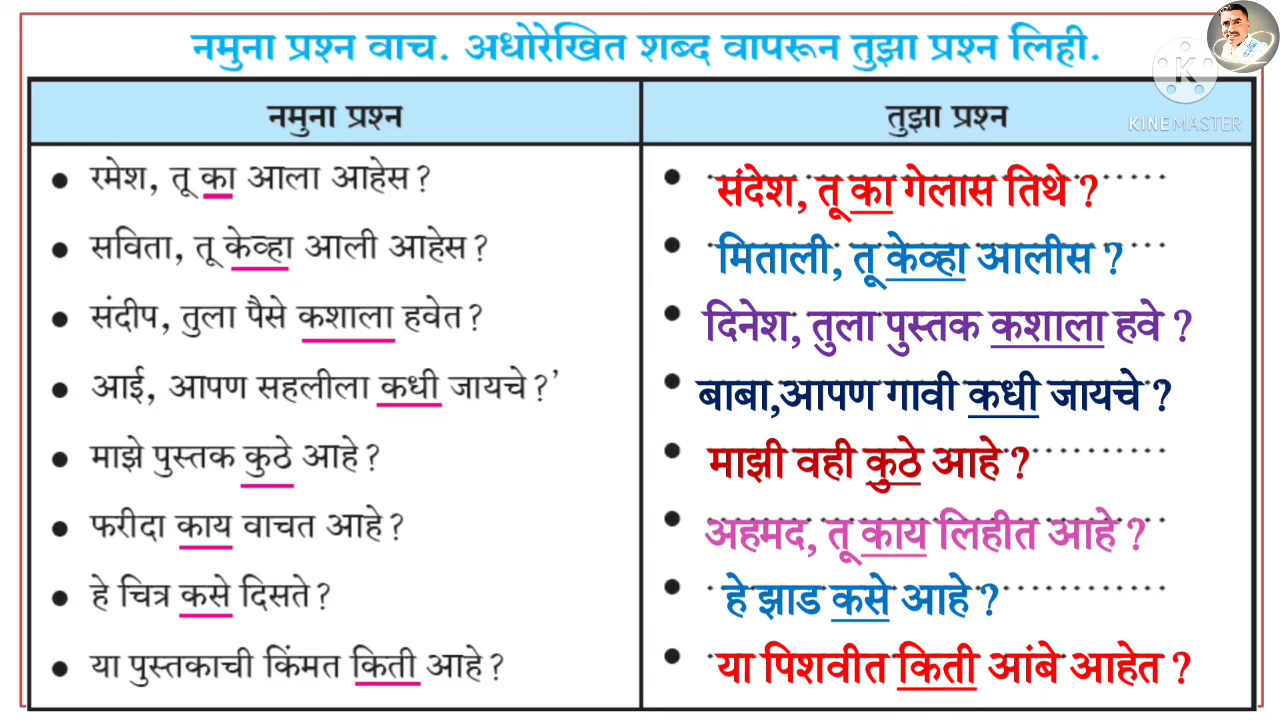 नमुना प्रश्न वाच. अधोरेखित शब्द वापरून तुझा प्रश्न लिही.
KINEMASTER
नमुना प्रश्न
तुझा प्रश्न
रमेश, तू का आला आहेस?
संदेश, तू का गेलास तिथे ?
सविता, तू केव्हा आली आहेस?
मिताली, तू केव्हा आलीस ?
संदीप, तुला पैसे कशाला हवेत?
दिनेश, तुला पुस्तक कशाला हवे ?
आई, आपण सहलीला कधी जायचे?’
बाबा,आपण गावी कधी जायचे ?
माझे पुस्तक कुठे आहे?
माझी वही कुठे आहे ?
फरीदा काय वाचत आहे?
अहमद, तू काय लिहीत आहे ?
हे चित्र कसे दिसते?
हे झाड कसे आहे ?
या पुस्तकाची किंमत किती आहे?
या पिशवीत किती आंबे आहेत ?